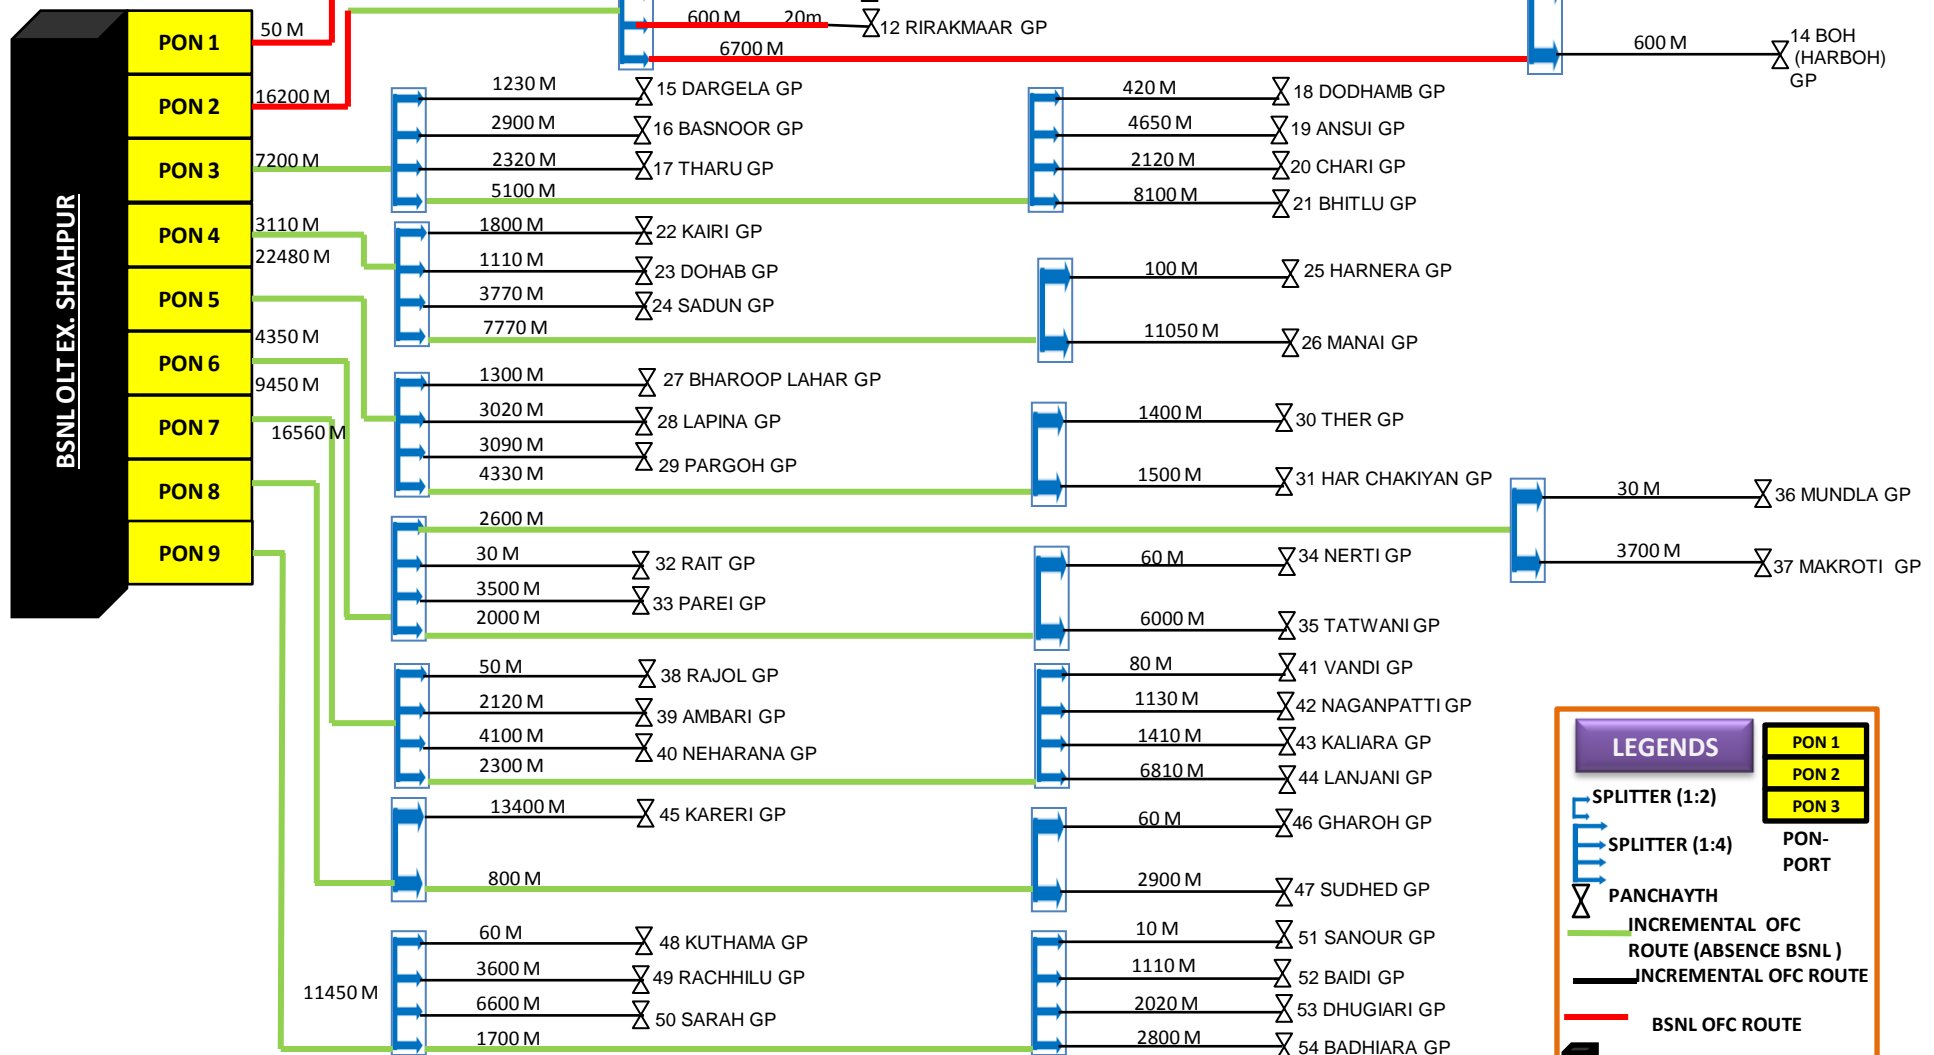 BSNL OLT EX. SHAHPUR
PON 1
PON 2
PON 3
PON 4
PON 5
PON 6
PON 7
PON 8
PON 9
50 M
16200 M
7200 M
3110 M
22480 M
4350 M
9450 M
16560 M
11450 M
600 M
20m
12 RIRAKMAAR GP
6700 M
600 M
14 BOH
(HARBOH)
GP
1230 M
15 DARGELA GP
2900 M
16 BASNOOR GP
2320 M
17 THARU GP
5100 M
420 M
18 DODHAMB GP
4650 M
19 ANSUI GP
2120 M
20 CHARI GP
8100 M
21 BHITLU GP
1800 M
22 KAIRI GP
1110 M
23 DOHAB GP
3770 M
24 SADUN GP
7770 M
100 M
25 HARNERA GP
11050 M
26 MANAI GP
1300 M
27 BHAROOP LAHAR GP
3020 M
28 LAPINA GP
3090 M
29 PARGOH GP
4330 M
1400 M
30 THER GP
1500 M
31 HAR CHAKIYAN GP
2600 M
30 M
36 MUNDLA GP
3700 M
37 MAKROTI GP
30 M
32 RAIT GP
3500 M
33 PAREI GP
2000 M
60 M
34 NERTI GP
6000 M
35 TATWANI GP
50 M
38 RAJOL GP
2120 M
39 AMBARI GP
4100 M
40 NEHARANA GP
2300 M
80 M
41 VANDI GP
1130 M
42 NAGANPATTI GP
1410 M
43 KALIARA GP
6810 M
44 LANJANI GP
13400 M
45 KARERI GP
800 M
60 M
46 GHAROH GP
2900 M
47 SUDHED GP
60 M
48 KUTHAMA GP
3600 M
49 RACHHILU GP
6600 M
50 SARAH GP
1700 M
10 M
51 SANOUR GP
1110 M
52 BAIDI GP
2020 M
53 DHUGIARI GP
2800 M
54 BADHIARA GP
LEGENDS
PON 1
PON 2
PON 3
PON-
PORT
SPLITTER (1:2)
SPLITTER (1:4)
PANCHAYTH
INCREMENTAL OFC
ROUTE (ABSENCE BSNL )
INCREMENTAL OFC ROUTE
BSNL OFC ROUTE